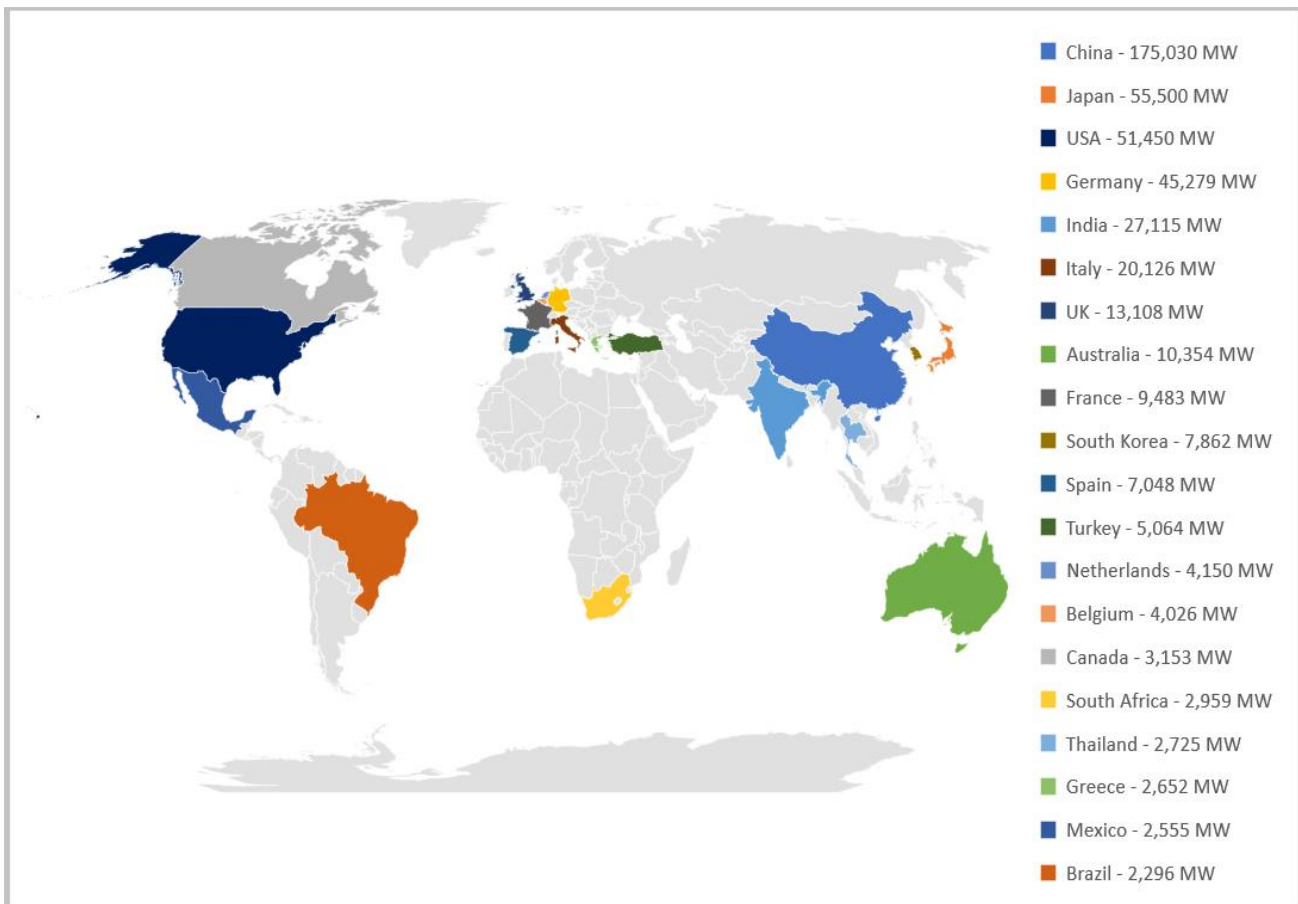 China - 175,030 MW
Japan - 55,500 MW
USA - 51,450 MW
Germany - 45,279 MW
India - 27,115 MW
Italy - 20,126 MW
UK - 13,108 MW
Australia - 10,354 MW
France - 9,483 MW
South Korea - 7,862 MW
Spain - 7,048 MW
Turkey - 5,064 MW
Netherlands - 4,150 MW
Belgium - 4,026 MW
Canada - 3,153 MW
South Africa - 2,959 MW
Thailand - 2,725 MW
Greece - 2,652 MW
Mexico - 2,555 MW
Brazil - 2,296 MW